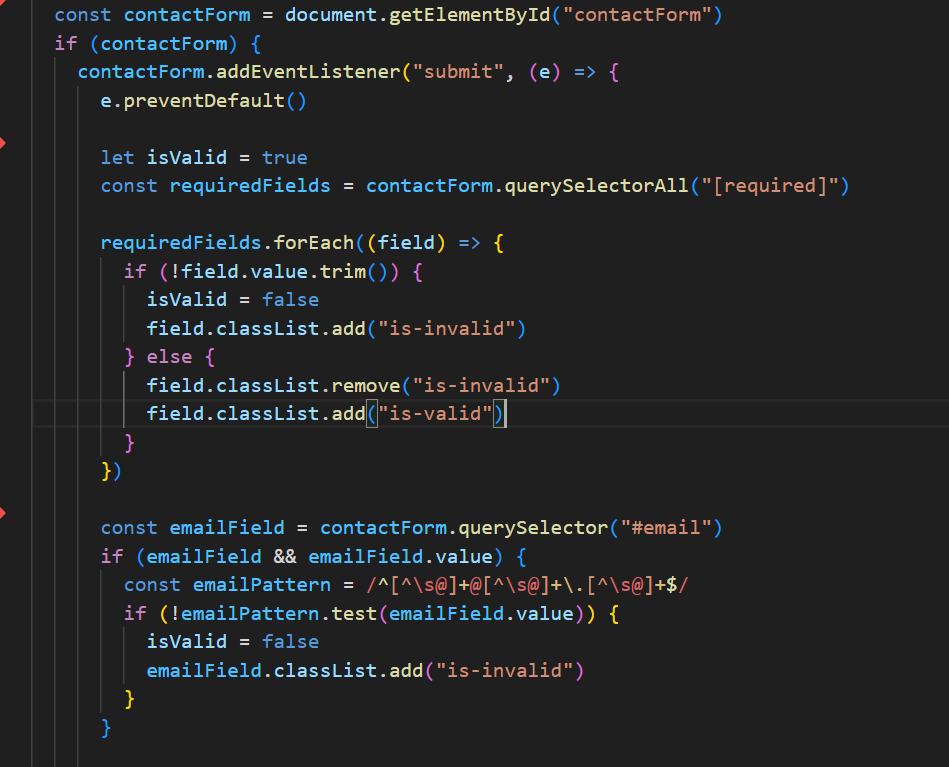 const contactForm = document.getElementById("contactForm")
if (contactForm) {
contactForm.addEventListener("submit", (e) => {
e.preventDefault()
let isValid = true
const requiredFields = contactForm.querySelectorAll("[required]")
requiredFields.forEach((field) => {
if (!field.value.trim()) {
isValid = false
field.classList.add("is-invalid")
} else {
field.classList.remove("is-invalid")
field.classList.add("is-valid")
}
})
const emailField = contactForm.querySelector("#email")
if (emailField && emailField.value) {
const emailPattern = /^[^\s@]+@[^\s@]+\.[^\s@]+$/
if (!emailPattern.test(emailField.value)) {
isValid = false
emailField.classList.add("is-invalid")
}
}